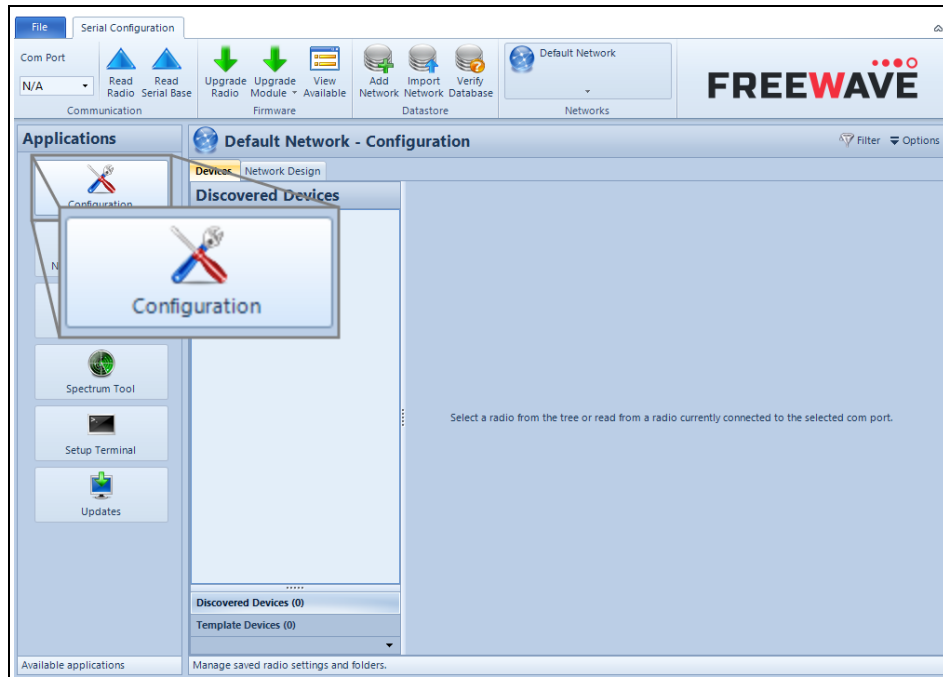 File Serial Configuration
Com Port
N/A
Read Radio
Read Serial Base
Communication
Upgrade Radio
Upgrade Module
View Available
Firmware
Add Network
Import Network
Verify Database
Datastore
Default Network
Networks
FREEWAVE
Applications
Configuration
N
Configuration
Spectrum Tool
Setup Terminal
Updates
Available applications
Default Network - Configuration
Filter Options
Devices Network Design
Discovered Devices
Select a radio from the tree or read from a radio currently connected to the selected com port.
Discovered Devices (0)
Template Devices (0)
Manage saved radio settings and folders.